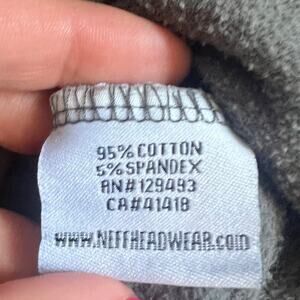 95% COTTON
5% SPANDEX
RN#129493
CA#41418
www.NEFFHEADWEAR.com